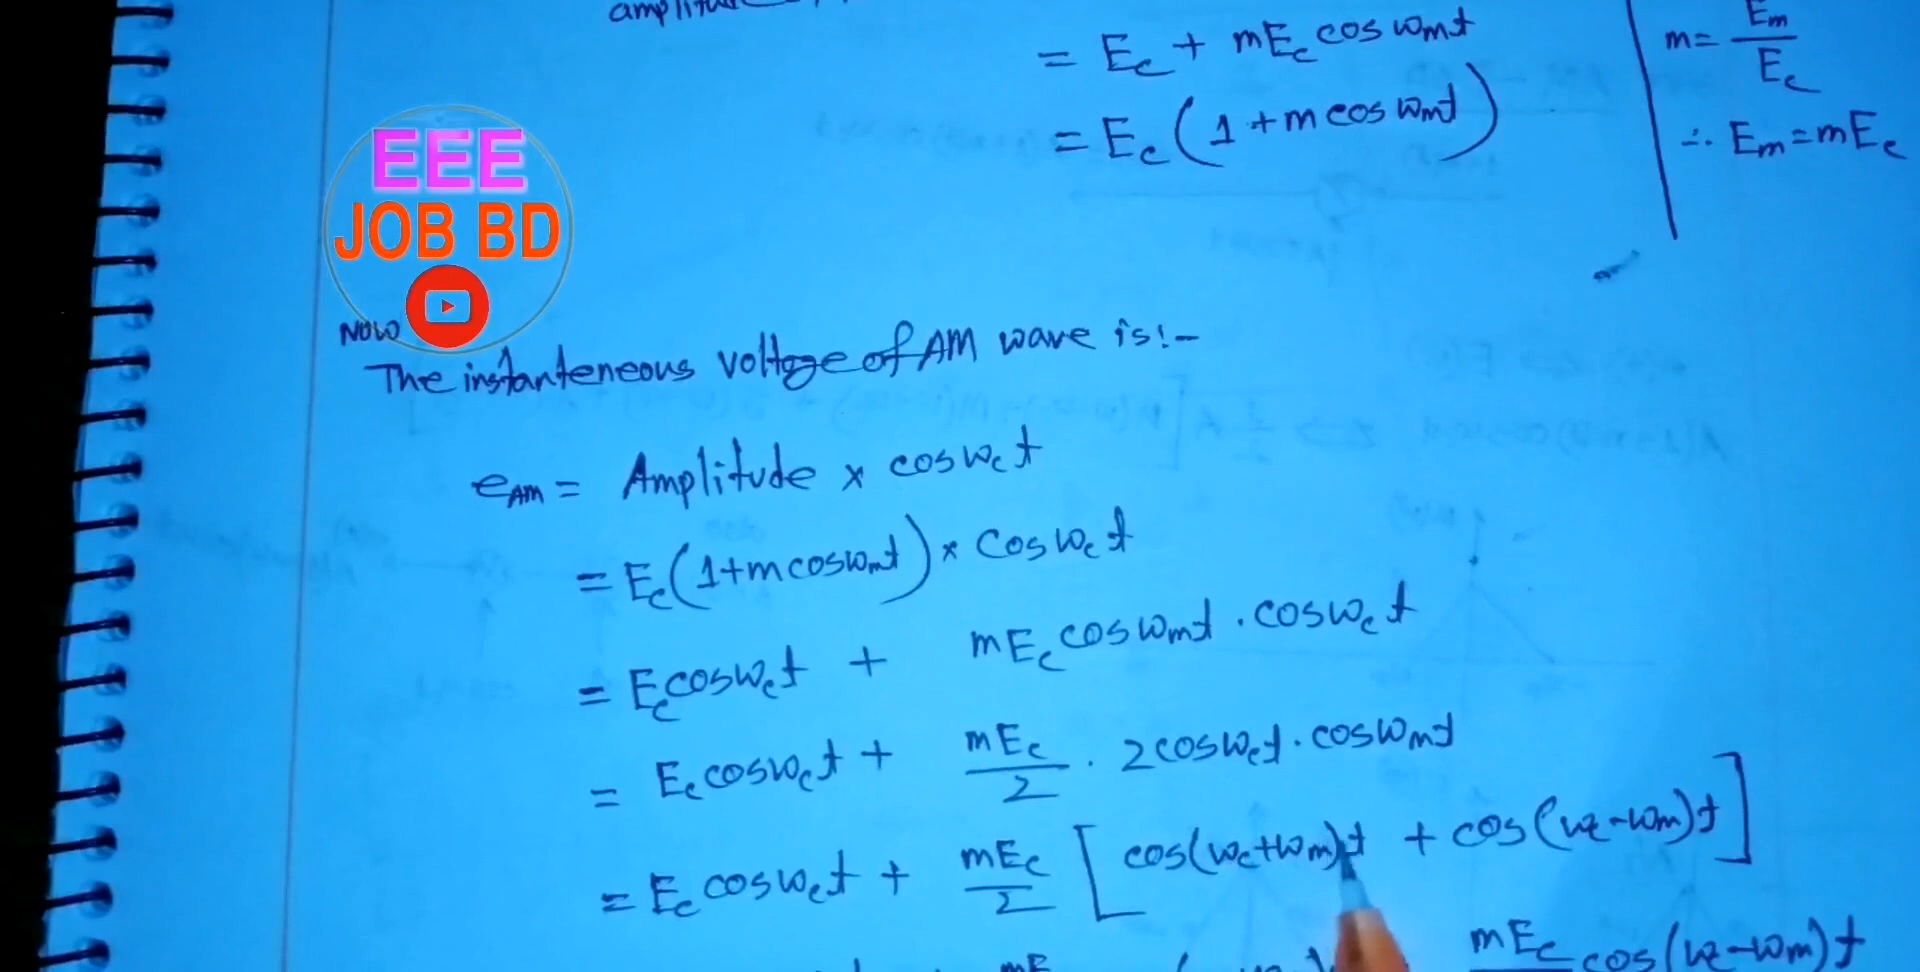 amplitude
= Ec + mEc cos ωmt
= Ec (1 + m cos ωmt)
m = Em / Ec
∴ Em = mEc
EEE
JOB BD
Now
The instanteneous voltage of AM wave is:-
eAM = Amplitude x cos ωct
= Ec (1 + m cos ωmt) x cos ωct
= Ec cos ωct + mEc cos ωmt . cos ωct
= Ec cos ωct + mEc / 2 . 2 cos ωct . cos ωmt
= Ec cos ωct + mEc / 2 [ cos (ωc + ωm)t + cos (ωc - ωm)t ]
mEc cos (ωc - ωm)t